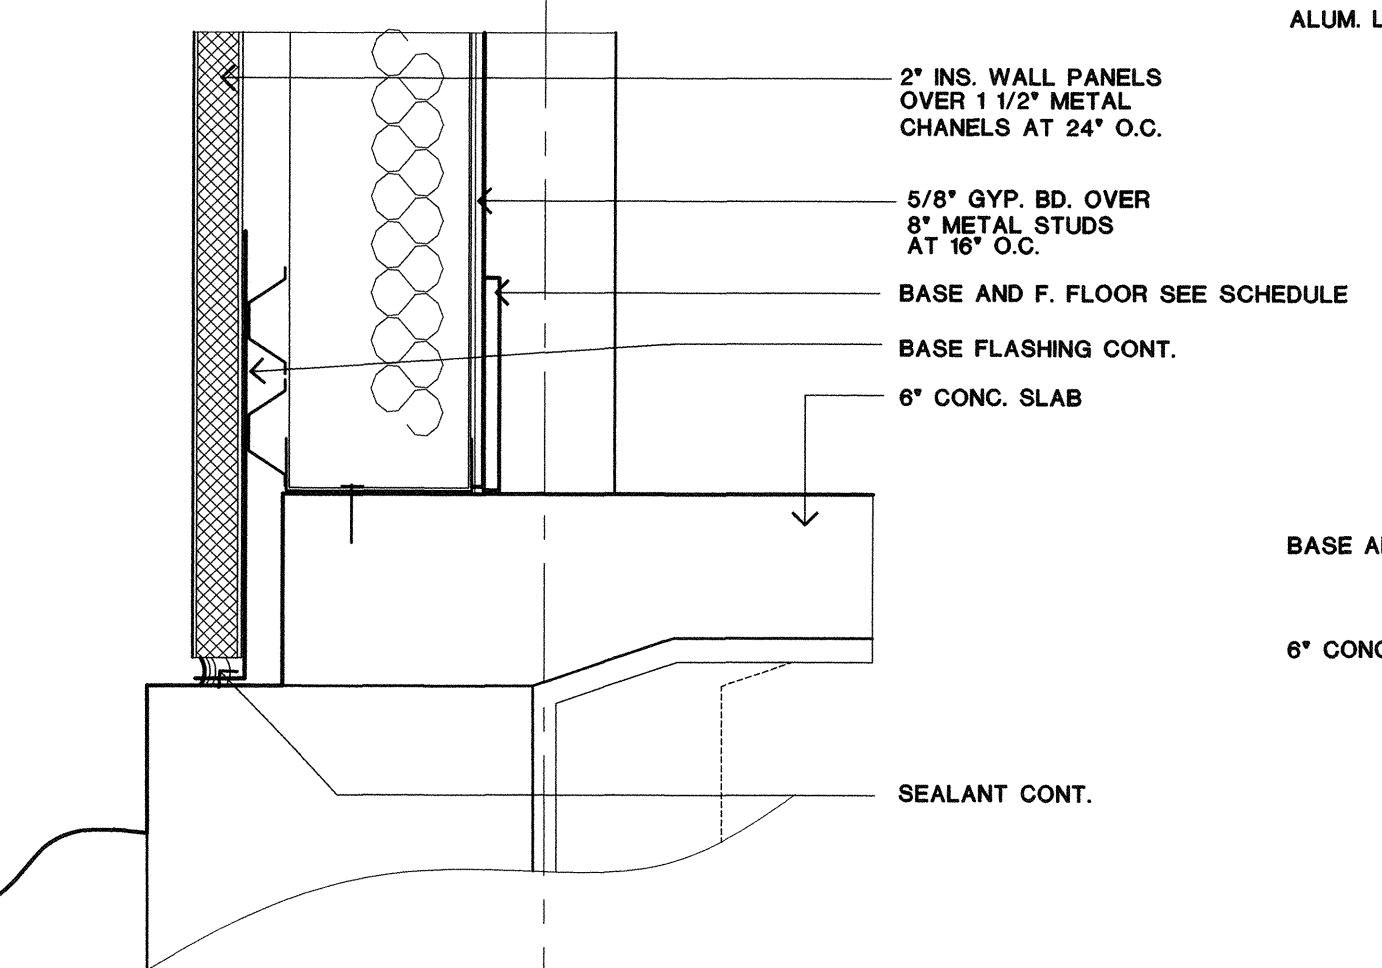 ALUM. L
2" INS. WALL PANELS
OVER 1 1/2" METAL
CHANELS AT 24" O.C.
5/8" GYP. BD. OVER
8" METAL STUDS
AT 16" O.C.
BASE AND F. FLOOR SEE SCHEDULE
BASE FLASHING CONT.
6" CONC. SLAB
BASE A
6" CONC
SEALANT CONT.